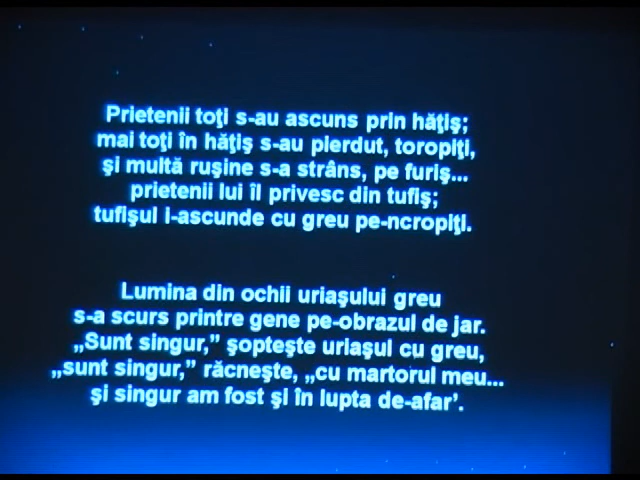 Prietenii toţi s-au ascuns prin hăţiş;
mai toţi în hăţiş s-au pierdut, toropiţi,
şi multă ruşine s-a strâns, pe furiş...
prietenii lui îl privesc din tufiş;
tufişul i-ascunde cu greu pe-ncropiţi.
Lumina din ochii uriaşului greu
s-a scurs printre gene pe-obrazul de jar.
„Sunt singur,” şopteşte uriaşul cu greu,
„sunt singur,” răcneşte, „cu martorul meu...
şi singur am fost şi în lupta de-afar’.